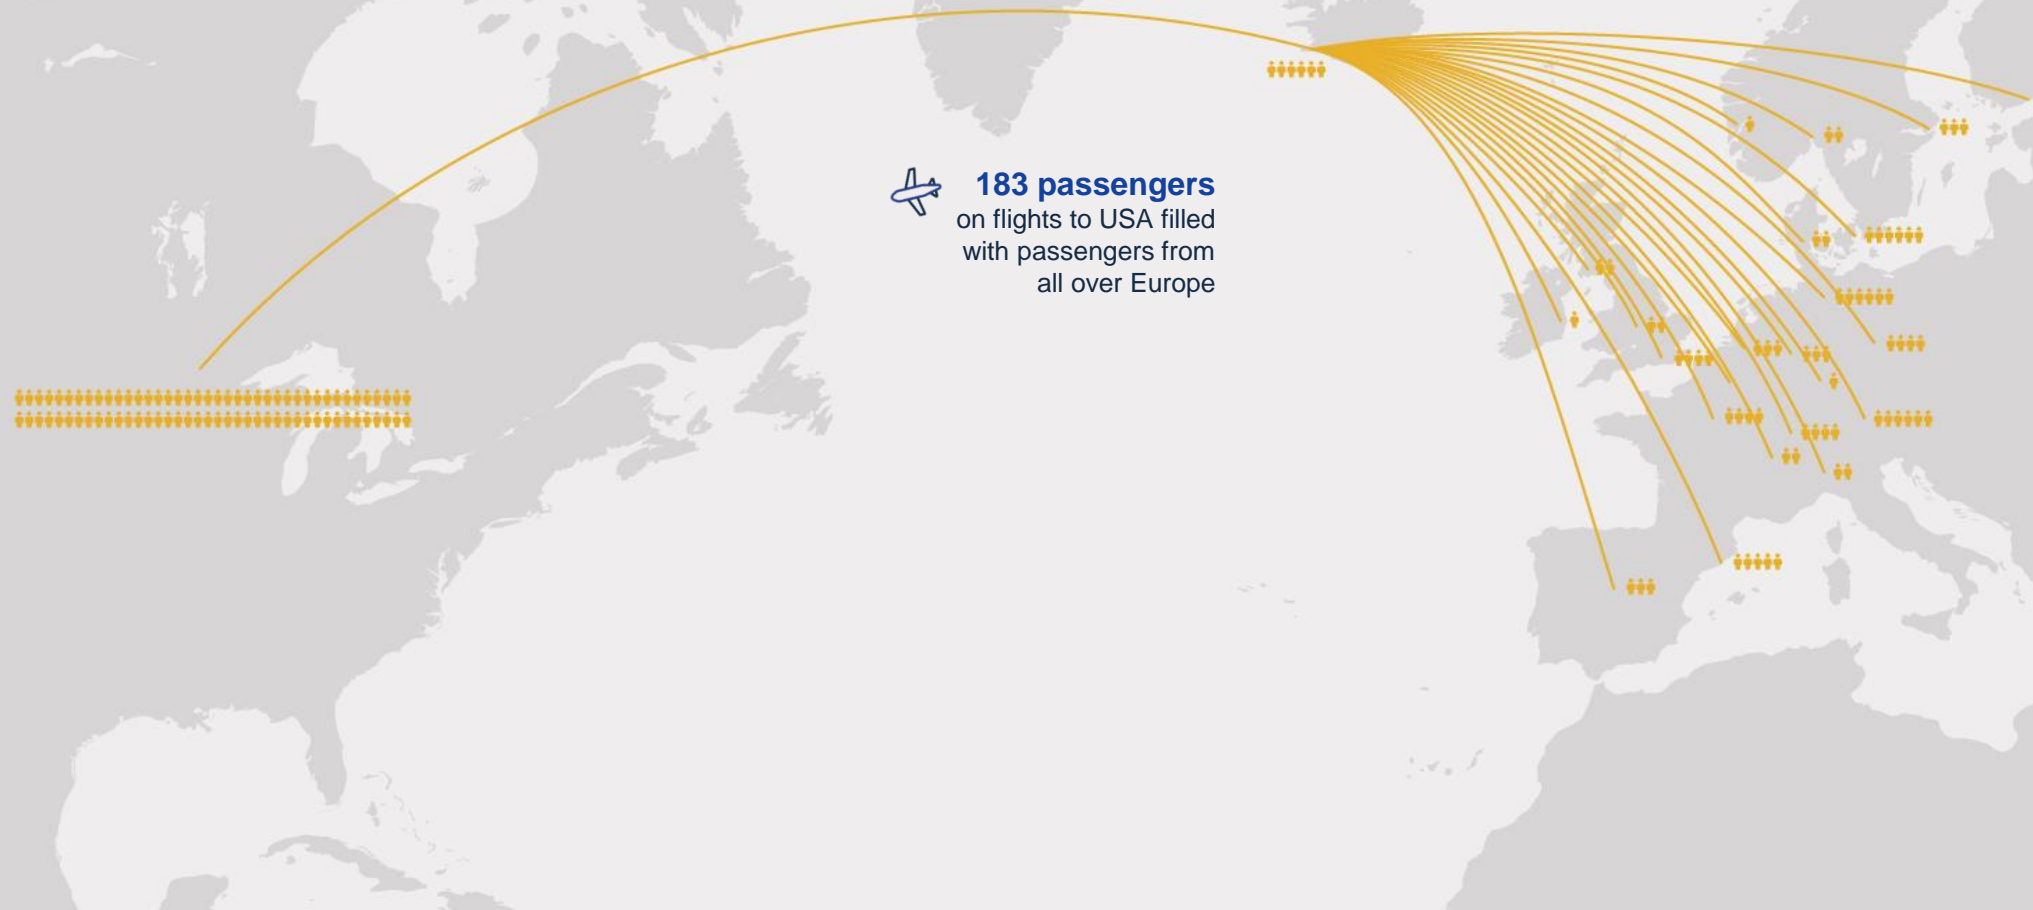 183 passengers
on flights to USA filled
with passengers from
all over Europe